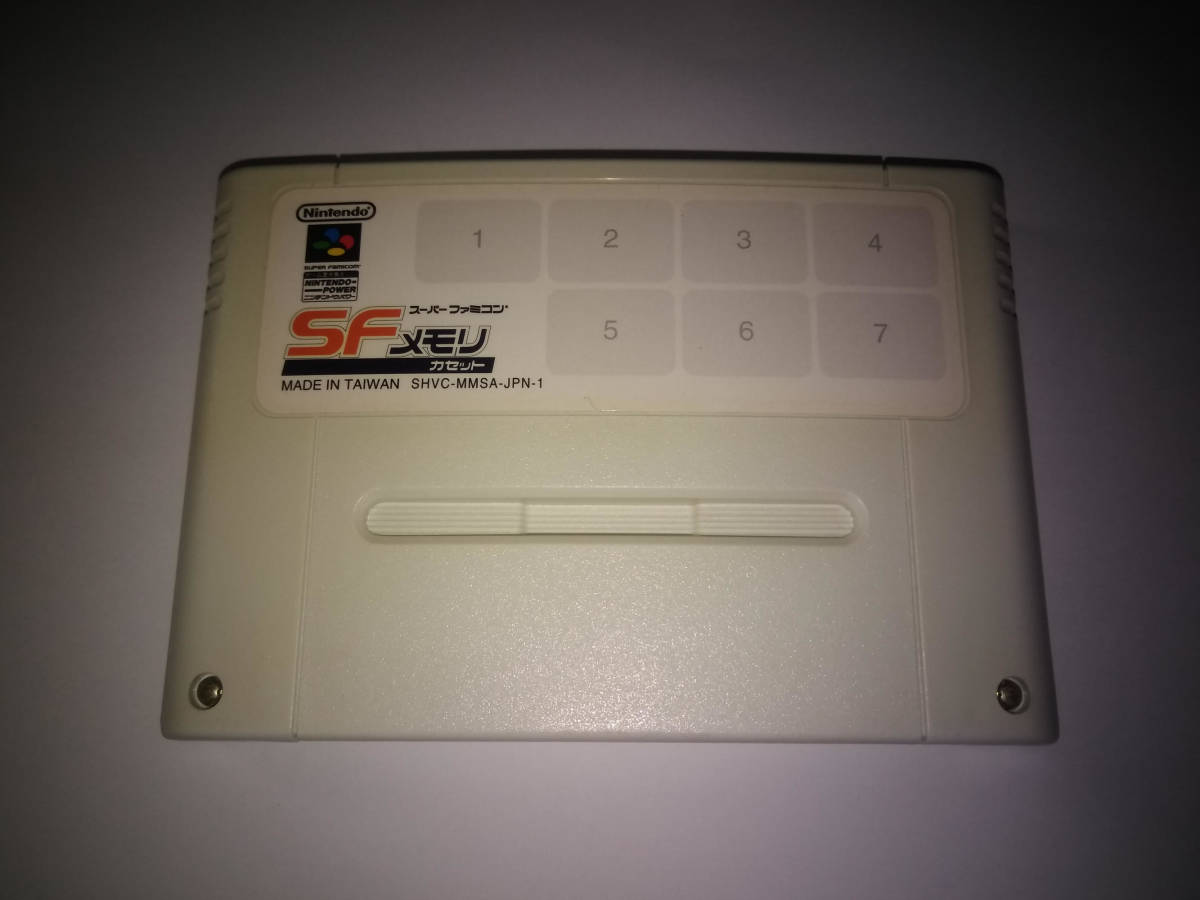 Nintendo
SUPER FAMICOM
NINTENDO
POWER
ニンテンドウパワー
スーパーファミコン
SFメモリ
カセット
MADE IN TAIWAN SHVC-MMSA-JPN-1
1 2 3 4
5 6 7